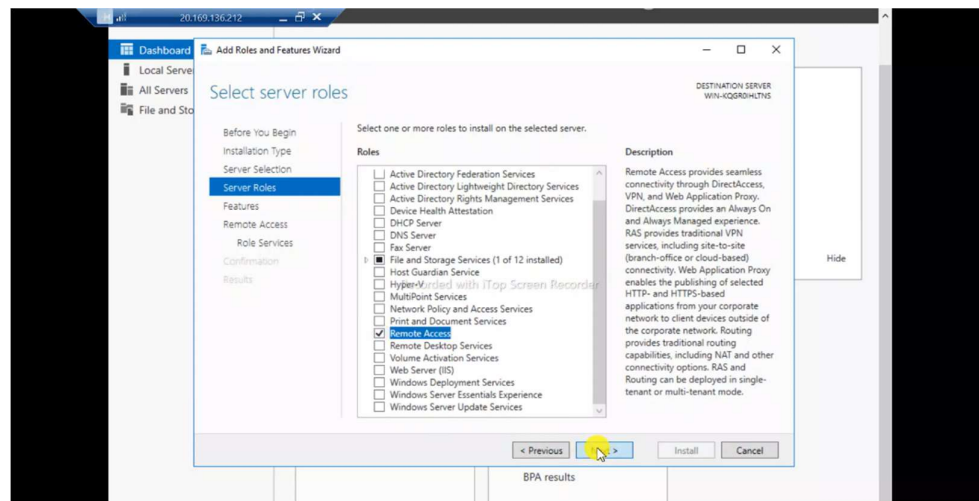 20.169.136.212
Dashboard
Local Serve
All Servers
File and Sto
Add Roles and Features Wizard
Select server roles
DESTINATION SERVER
WIN-KQGR0IHLTNS
Before You Begin
Installation Type
Server Selection
Server Roles
Features
Remote Access
Role Services
Confirmation
Results
Select one or more roles to install on the selected server.
Roles
Active Directory Federation Services
Active Directory Lightweight Directory Services
Active Directory Rights Management Services
Device Health Attestation
DHCP Server
DNS Server
Fax Server
File and Storage Services (1 of 12 installed)
Host Guardian Service
Hyper-V
MultiPoint Services
Network Policy and Access Services
Print and Document Services
Remote Access
Remote Desktop Services
Volume Activation Services
Web Server (IIS)
Windows Deployment Services
Windows Server Essentials Experience
Windows Server Update Services
Description
Remote Access provides seamless
connectivity through DirectAccess,
VPN, and Web Application Proxy.
DirectAccess provides an Always On
and Always Managed experience.
RAS provides traditional VPN
services, including site-to-site
(branch-office or cloud-based)
connectivity. Web Application Proxy
enables the publishing of selected
HTTP- and HTTPS-based
applications from your corporate
network to client devices outside of
the corporate network. Routing
provides traditional routing
capabilities, including NAT and other
connectivity options. RAS and
Routing can be deployed in single-
tenant or multi-tenant mode.
with iTop Screen Recorder
Hide
< Previous
Install
Cancel
BPA results